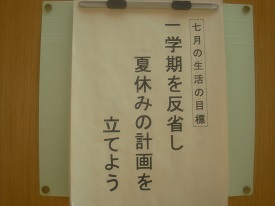 七月の生活の目標
一学期を反省し
夏休みの計画を
立てよう